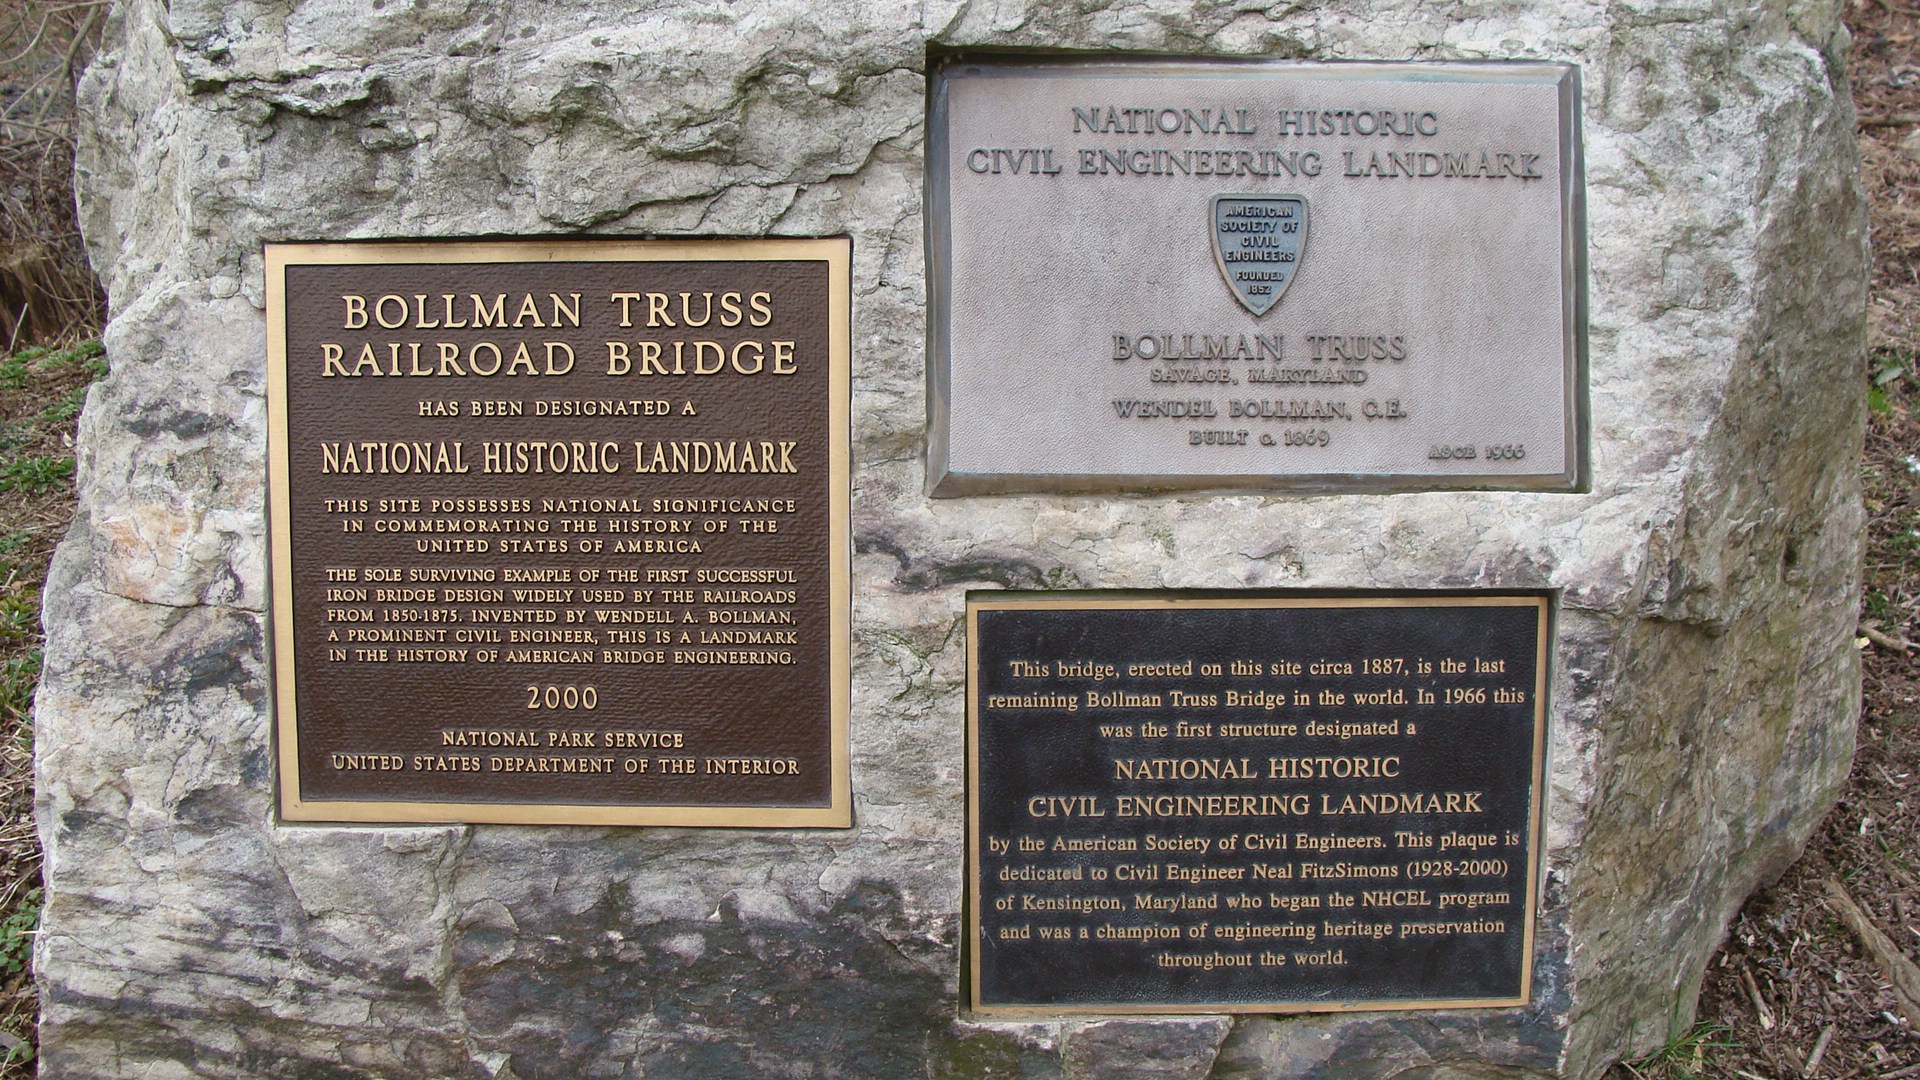 BOLLMAN TRUSS
RAILROAD BRIDGE
HAS BEEN DESIGNATED A
NATIONAL HISTORIC LANDMARK
THIS SITE POSSESSES NATIONAL SIGNIFICANCE
IN COMMEMORATING THE HISTORY OF THE
UNITED STATES OF AMERICA
THE SOLE SURVIVING EXAMPLE OF THE FIRST SUCCESSFUL
IRON BRIDGE DESIGN WIDELY USED BY THE RAILROADS
FROM 1850-1875. INVENTED BY WENDELL A. BOLLMAN,
A PROMINENT CIVIL ENGINEER, THIS IS A LANDMARK
IN THE HISTORY OF AMERICAN BRIDGE ENGINEERING.
2000
NATIONAL PARK SERVICE
UNITED STATES DEPARTMENT OF THE INTERIOR
NATIONAL HISTORIC
CIVIL ENGINEERING LANDMARK
AMERICAN
SOCIETY OF
CIVIL
ENGINEERS
FOUNDED
1852
BOLLMAN TRUSS
SAVAGE, MARYLAND
WENDEL BOLLMAN, C.E.
BUILT c. 1869
ASCE 1966
This bridge, erected on this site circa 1887, is the last
remaining Bollman Truss Bridge in the world. In 1966 this
was the first structure designated a
NATIONAL HISTORIC
CIVIL ENGINEERING LANDMARK
by the American Society of Civil Engineers. This plaque is
dedicated to Civil Engineer Neal FitzSimons (1928-2000)
of Kensington, Maryland who began the NHCEL program
and was a champion of engineering heritage preservation
throughout the world.